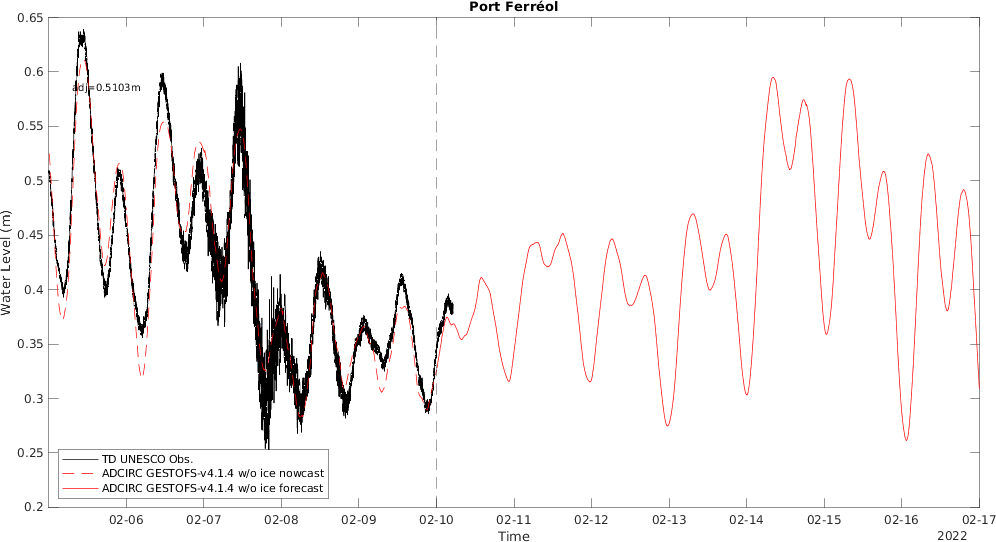 Port Ferréol
0.65
0.6
adj=0.5103m
0.55
0.5
0.45
0.4
0.35
0.3
0.25
0.2
Water Level (m)
TD UNESCO Obs.
ADCIRC GESTOFS-v4.1.4 w/o ice nowcast
ADCIRC GESTOFS-v4.1.4 w/o ice forecast
02-06 02-07 02-08 02-09 02-10 02-11 02-12 02-13 02-14 02-15 02-16 02-17
Time
2022